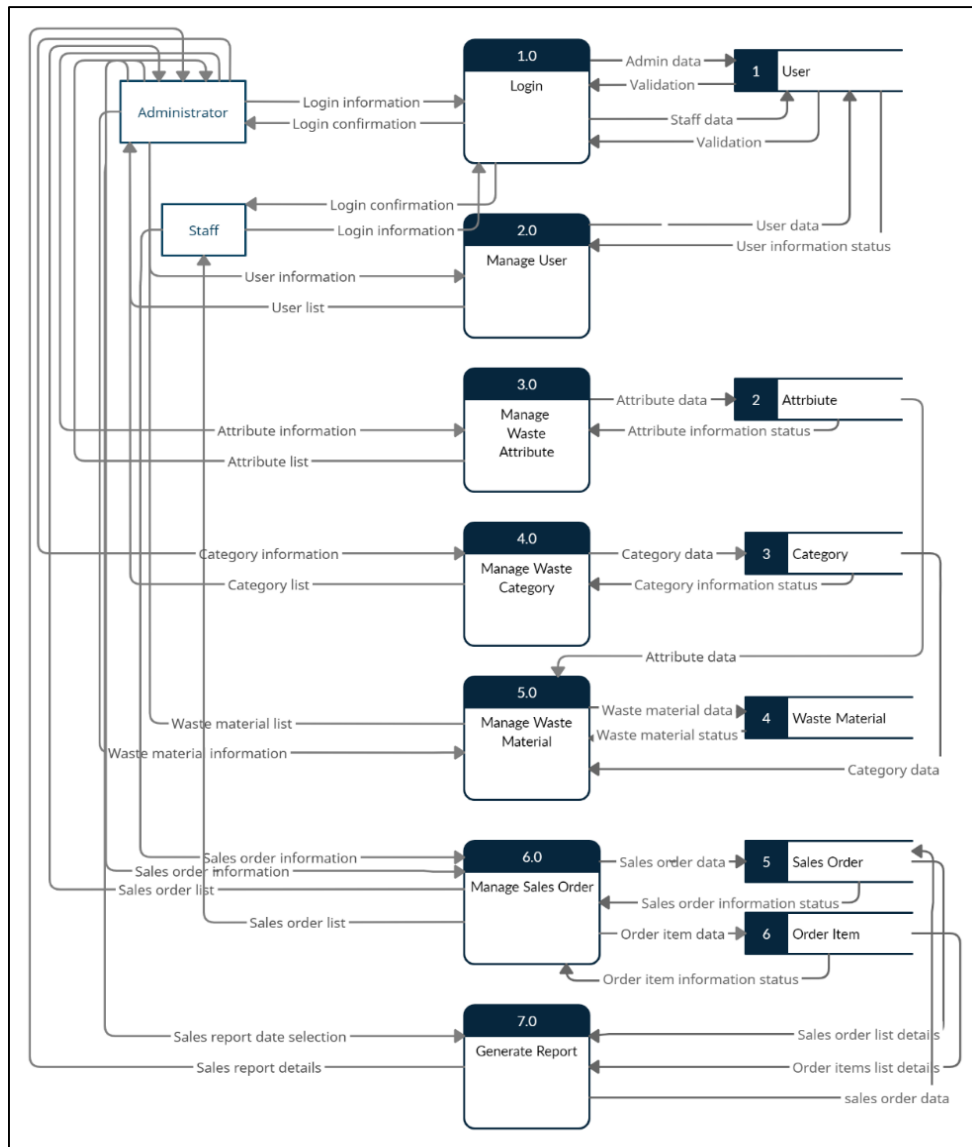 1.0
Login
Admin data
1
User
Validation
Login information
Administrator
Login confirmation
Staff data
Validation
Login confirmation
Staff
Login information
2.0
Manage User
User data
User information status
User information
User list
3.0
Manage
Waste
Attribute
Attribute data
2
Attrbiute
Attribute information
Attribute information status
Attribute list
4.0
Manage Waste
Category
Category information
Category data
3
Category
Category list
Category information status
Attribute data
5.0
Manage Waste
Material
Waste material data
4
Waste Material
Waste material list
Waste material status
Waste material information
Category data
6.0
Manage Sales Order
Sales order information
Sales order data
5
Sales Order
Sales order information
Sales order list
Sales order information status
Sales order list
Order item data
6
Order Item
Order item information status
7.0
Generate Report
Sales report date selection
Sales order list details
Sales report details
Order items list details
sales order data